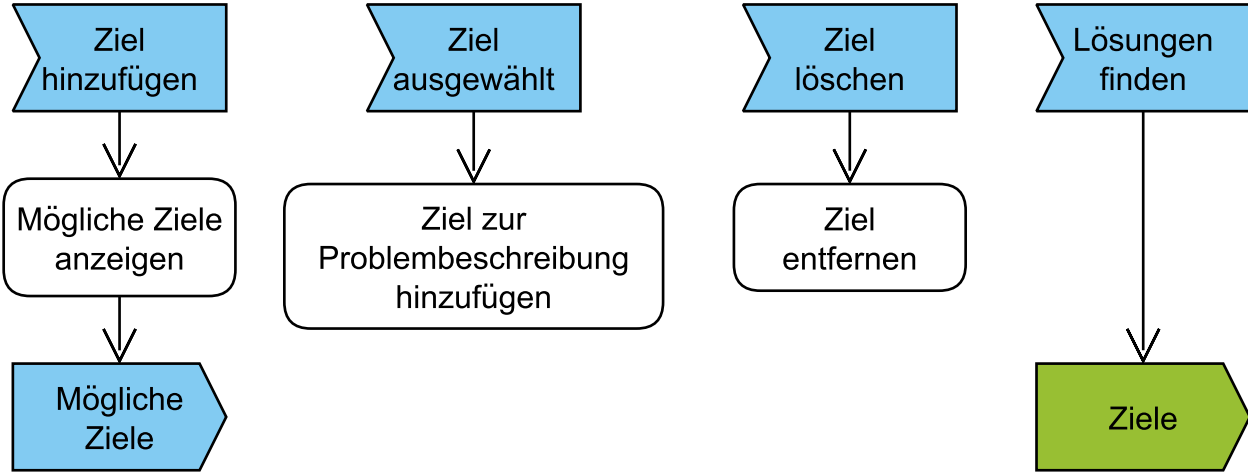 Ziel
hinzufügen
Ziel
ausgewählt
Ziel
löschen
Lösungen
finden
Mögliche Ziele
anzeigen
Ziel zur
Problembeschreibung
hinzufügen
Ziel
entfernen
Mögliche
Ziele
Ziele